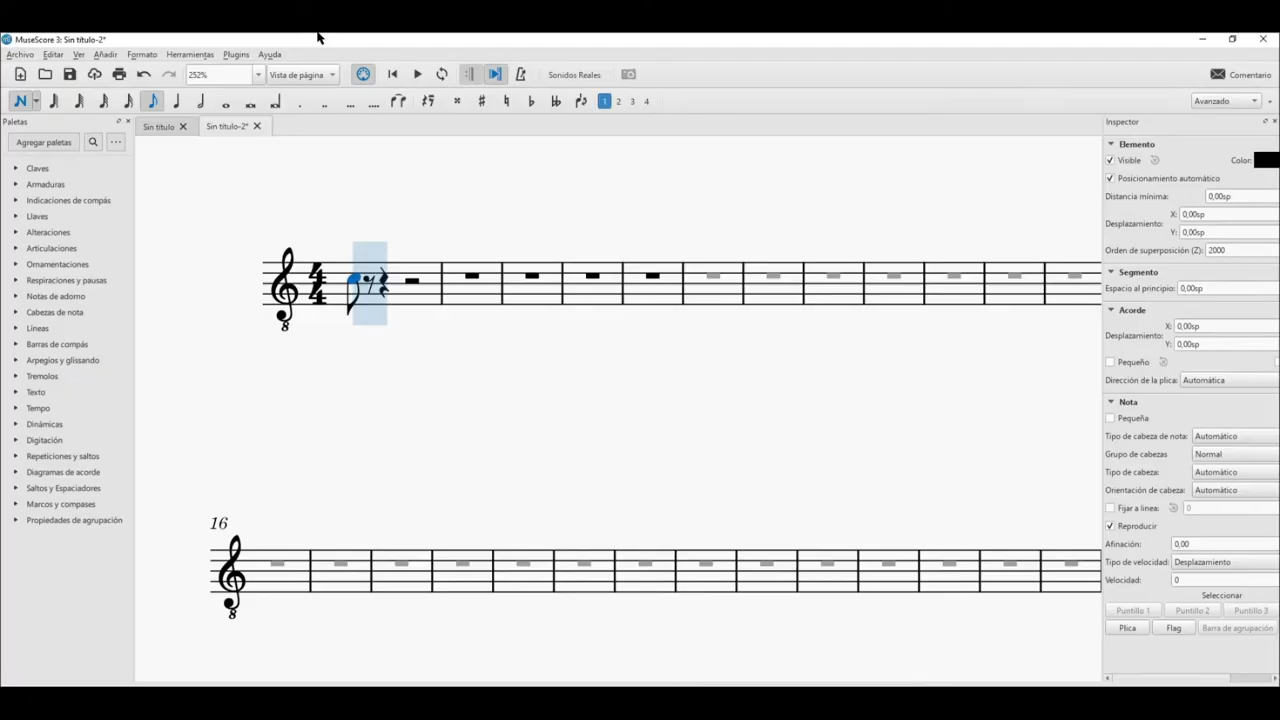 MuseScore 3: Sin título-2*
Archivo Editar Ver Añadir Formato Herramientas Plugins Ayuda
252% Vista de página Sonidos Reales Comentario
N 1 2 3 4 Avanzado
Paletas
Sin título Sin título-2*
Inspector
Agregar paletas ...
Claves
Armaduras
Indicaciones de compás
Llaves
Alteraciones
Articulaciones
Ornamentaciones
Respiraciones y pausas
Notas de adorno
Cabezas de nota
Líneas
Barras de compás
Arpegios y glissando
Tremolos
Texto
Tempo
Dinámicas
Digitación
Repeticiones y saltos
Diagramas de acorde
Saltos y Espaciadores
Marcos y compases
Propiedades de agrupación
4
4
8
16
8
Elemento
Visible Color:
Posicionamiento automático
Distancia mínima: 0,00sp
X: 0,00sp
Desplazamiento:
Y: 0,00sp
Orden de superposición (Z): 2000
Segmento
Espacio al principio: 0,00sp
Acorde
X: 0,00sp
Desplazamiento:
Y: 0,00sp
Pequeño
Dirección de la plica: Automática
Nota
Pequeña
Tipo de cabeza de nota: Automático
Grupo de cabezas Normal
Tipo de cabeza: Automático
Orientación de cabeza: Automático
Fijar a linea: 0
Reproducir
Afinación: 0,00
Tipo de velocidad: Desplazamiento
Velocidad: 0
Seleccionar
Puntillo 1 Puntillo 2 Puntillo 3
Plica Flag Barra de agrupación